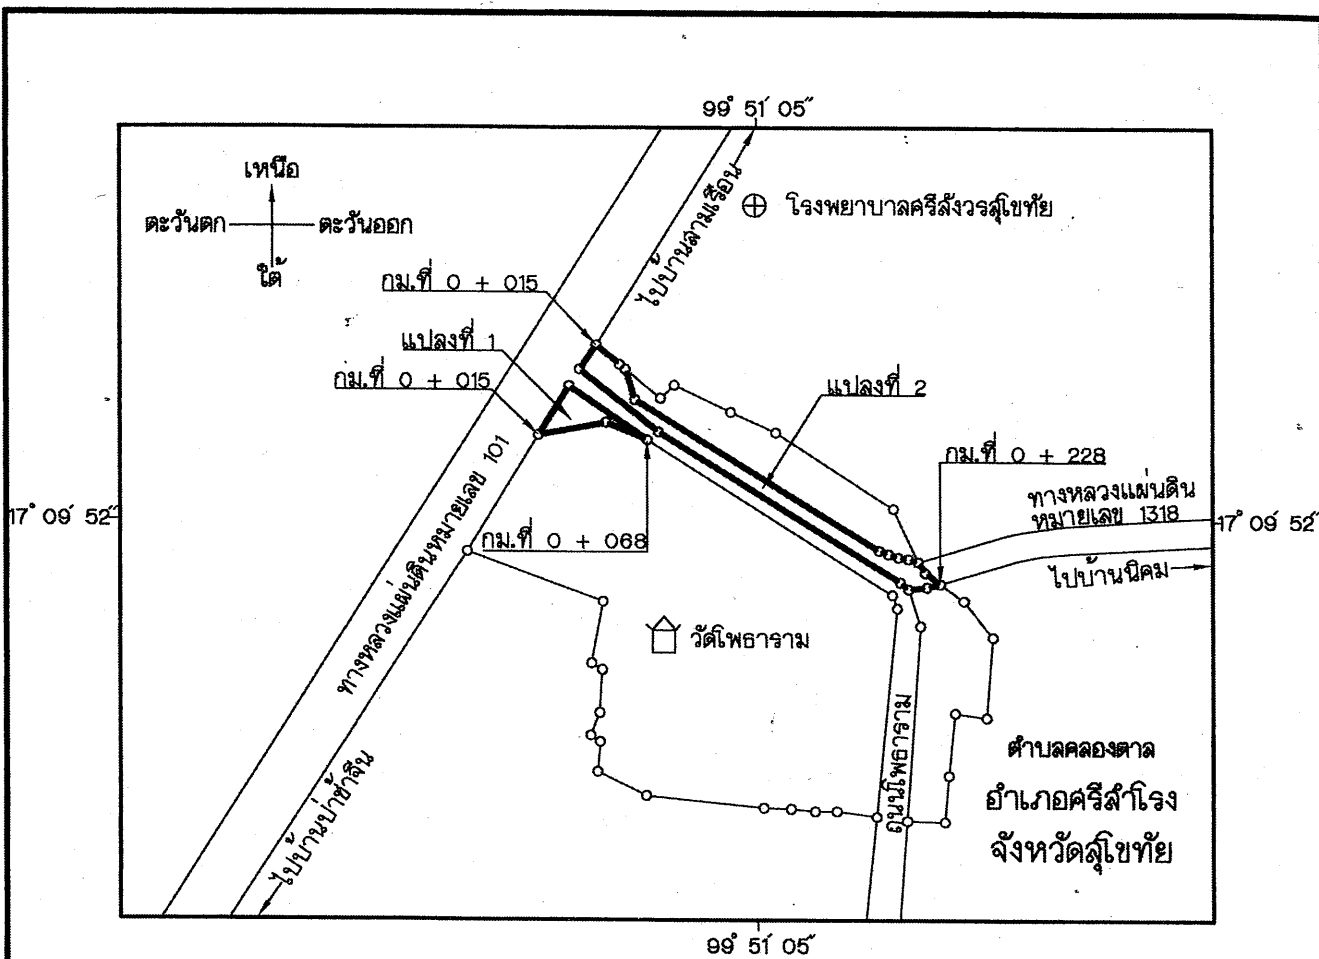 99° 51′ 05″
เหนือ
ตะวันตก
ตะวันออก
ใต้
ไปบ้านสามเรือน
โรงพยาบาลศรีสังวรสุโขทัย
กม.ที่ 0 + 015
แปลงที่ 1
กม.ที่ 0 + 015
แปลงที่ 2
กม.ที่ 0 + 228
ทางหลวงแผ่นดิน
หมายเลข 1318
17° 09′ 52″
17° 09′ 52″
ทางหลวงแผ่นดินหมายเลข 101
กม.ที่ 0 + 068
ไปบ้านนิคม
วัดโพธาราม
ถนนโพธาราม
ไปบ้านป่าช้าจีน
ตำบลคลองตาล
อำเภอศรีสำโรง
จังหวัดสุโขทัย
99° 51′ 05″